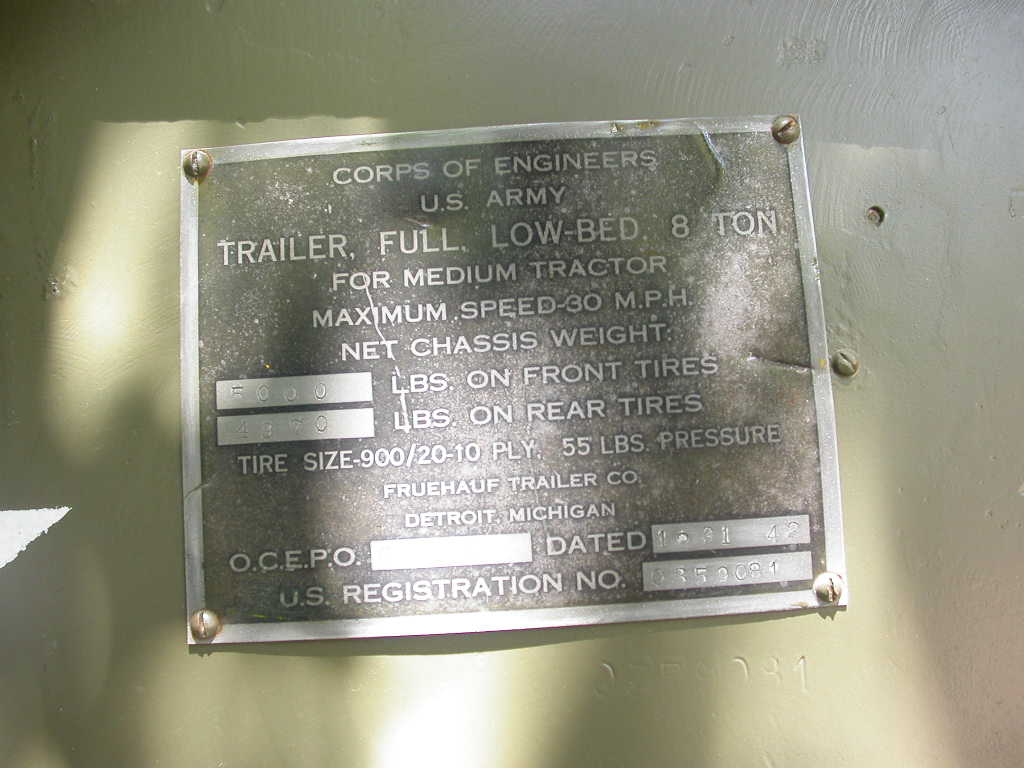 CORPS OF ENGINEERS
U.S. ARMY
TRAILER, FULL, LOW-BED, 8 TON
FOR MEDIUM TRACTOR
MAXIMUM SPEED-30 M.P.H.
NET CHASSIS WEIGHT:
LBS. ON FRONT TIRES
LBS. ON REAR TIRES
TIRE SIZE-900/20-10 PLY, 55 LBS. PRESSURE
FRUEHAUF TRAILER CO.
DETROIT, MICHIGAN
O.C.E.P.O. DATED 42
U.S. REGISTRATION NO.